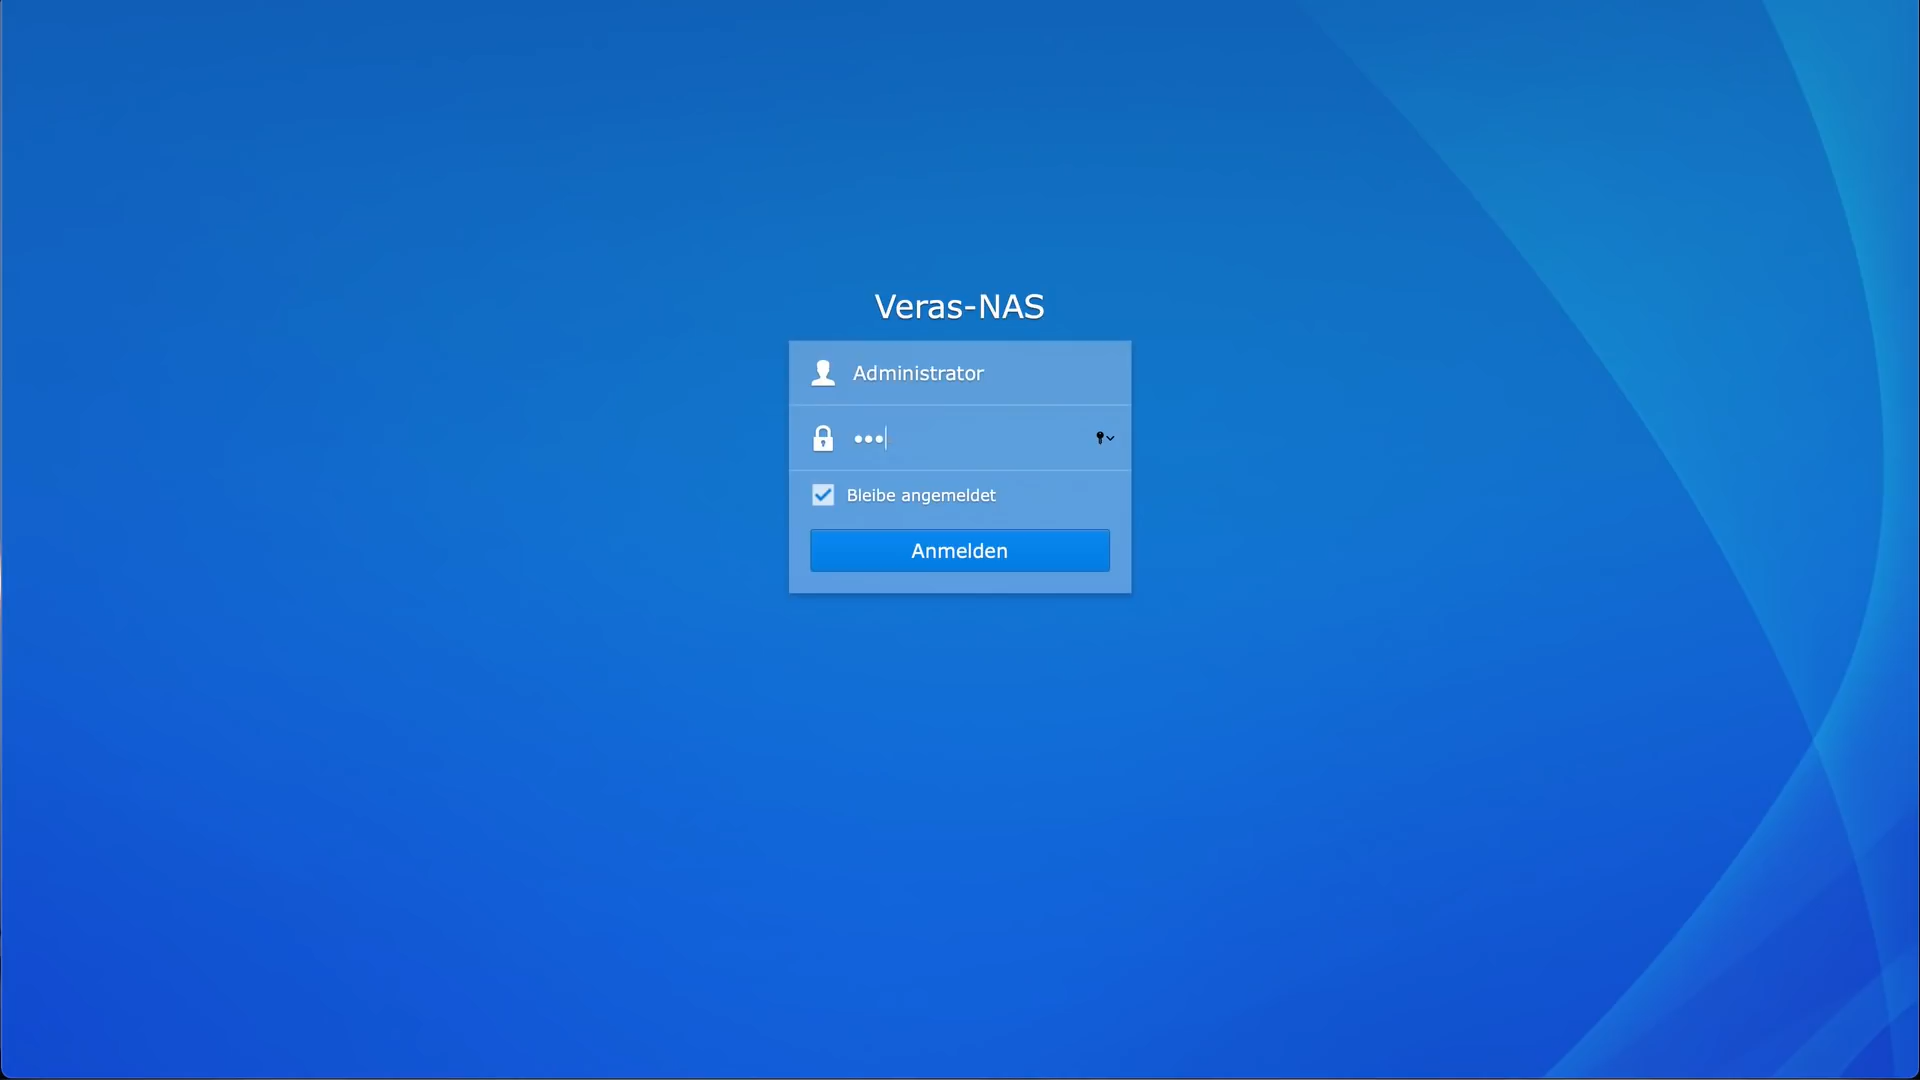 Veras-NAS
Administrator
•••
Bleibe angemeldet
Anmelden